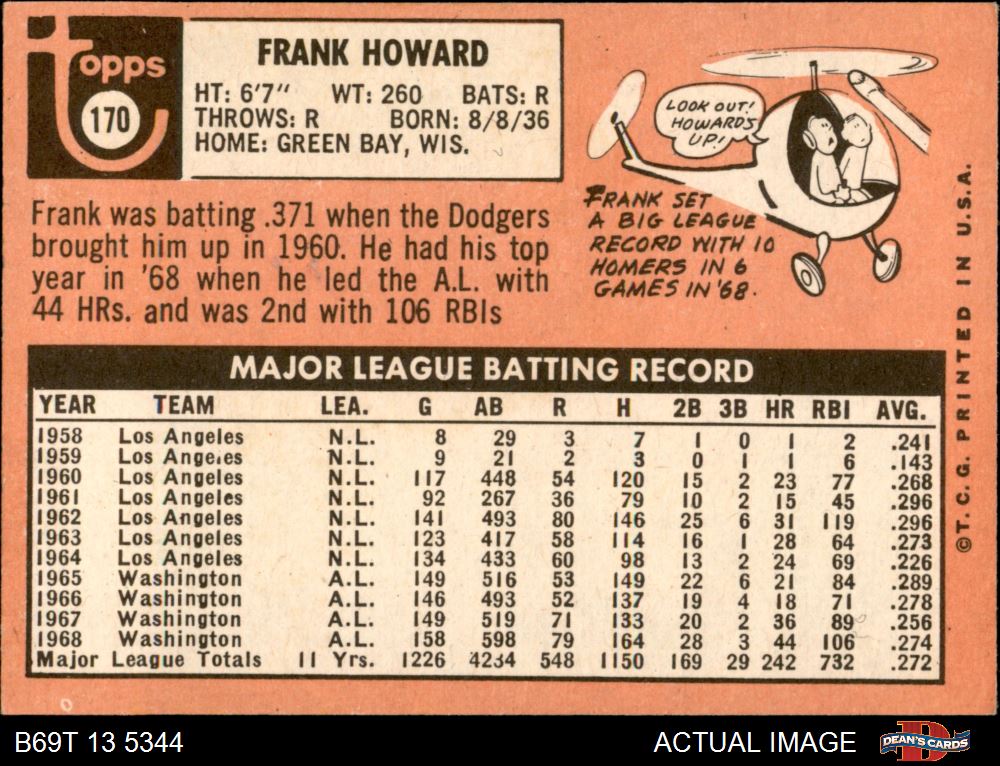 topps
170
FRANK HOWARD
HT: 6'7" WT: 260 BATS: R
THROWS: R BORN: 8/8/36
HOME: GREEN BAY, WIS.
LOOK OUT!
HOWARD'S
UP!
Frank was batting .371 when the Dodgers
brought him up in 1960. He had his top
year in '68 when he led the A.L. with
44 HRs. and was 2nd with 106 RBIs
FRANK SET
A BIG LEAGUE
RECORD WITH 10
HOMERS IN 6
GAMES IN '68.
MAJOR LEAGUE BATTING RECORD
YEAR TEAM LEA. G AB R H 2B 3B HR RBI AVG.
1958 Los Angeles N.L. 8 29 3 7 1 0 1 2 .241
1959 Los Angeles N.L. 9 21 2 3 0 1 1 6 .143
1960 Los Angeles N.L. 117 448 54 120 15 2 23 77 .268
1961 Los Angeles N.L. 92 267 36 79 10 2 15 45 .296
1962 Los Angeles N.L. 141 493 80 146 25 6 31 119 .296
1963 Los Angeles N.L. 123 417 58 114 16 1 28 64 .273
1964 Los Angeles N.L. 134 433 60 98 13 2 24 69 .226
1965 Washington A.L. 149 516 53 149 22 6 21 84 .289
1966 Washington A.L. 146 493 52 137 19 4 18 71 .278
1967 Washington A.L. 149 519 71 133 20 2 36 89 .256
1968 Washington A.L. 158 598 79 164 28 3 44 106 .274
Major League Totals 11 Yrs. 1226 4234 548 1150 169 29 242 732 .272
©T.C.G. PRINTED IN U.S.A.
B69T 13 5344
ACTUAL IMAGE
D
DEAN'S CARDS